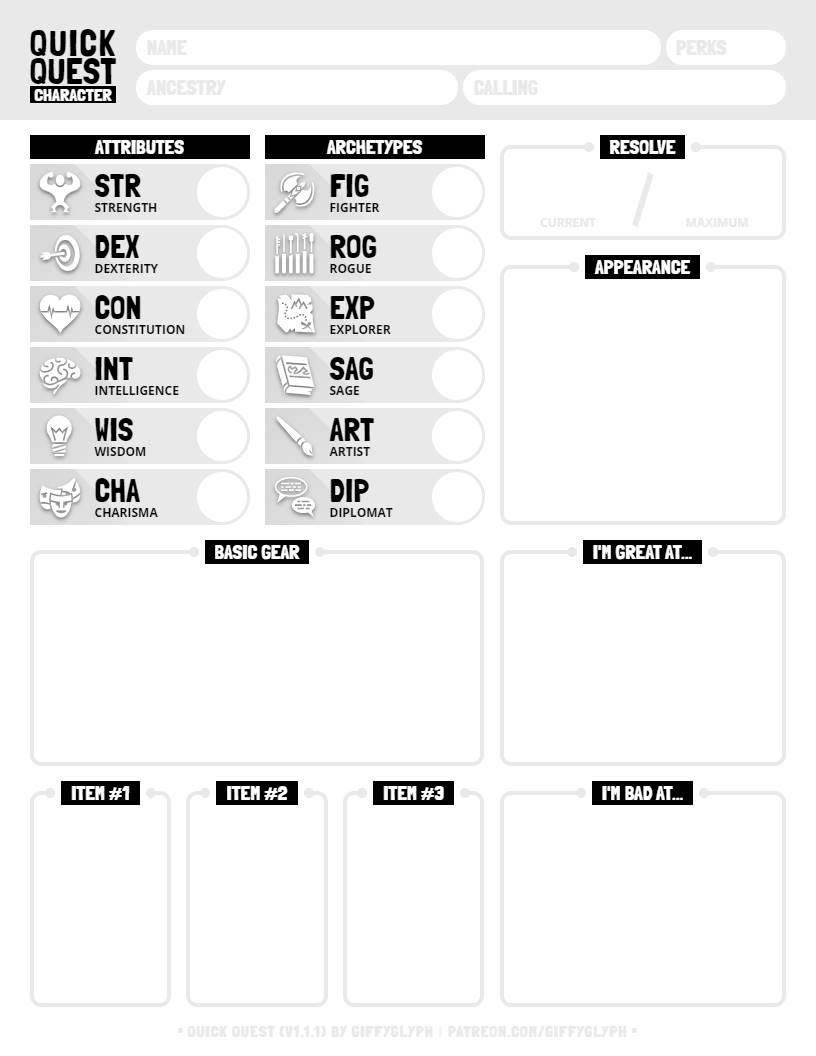 QUICK
QUEST
CHARACTER
NAME
PERKS
ANCESTRY
CALLING
ATTRIBUTES
STR
STRENGTH
DEX
DEXTERITY
CON
CONSTITUTION
INT
INTELLIGENCE
WIS
WISDOM
CHA
CHARISMA
ARCHETYPES
FIG
FIGHTER
ROG
ROGUE
EXP
EXPLORER
SAG
SAGE
ART
ARTIST
DIP
DIPLOMAT
RESOLVE
/
CURRENT
MAXIMUM
APPEARANCE
BASIC GEAR
I'M GREAT AT...
ITEM #1
ITEM #2
ITEM #3
I'M BAD AT...
▪ QUICK QUEST (V1.1.1) BY GIFFYGLYPH | PATREON.COM/GIFFYGLYPH ▪